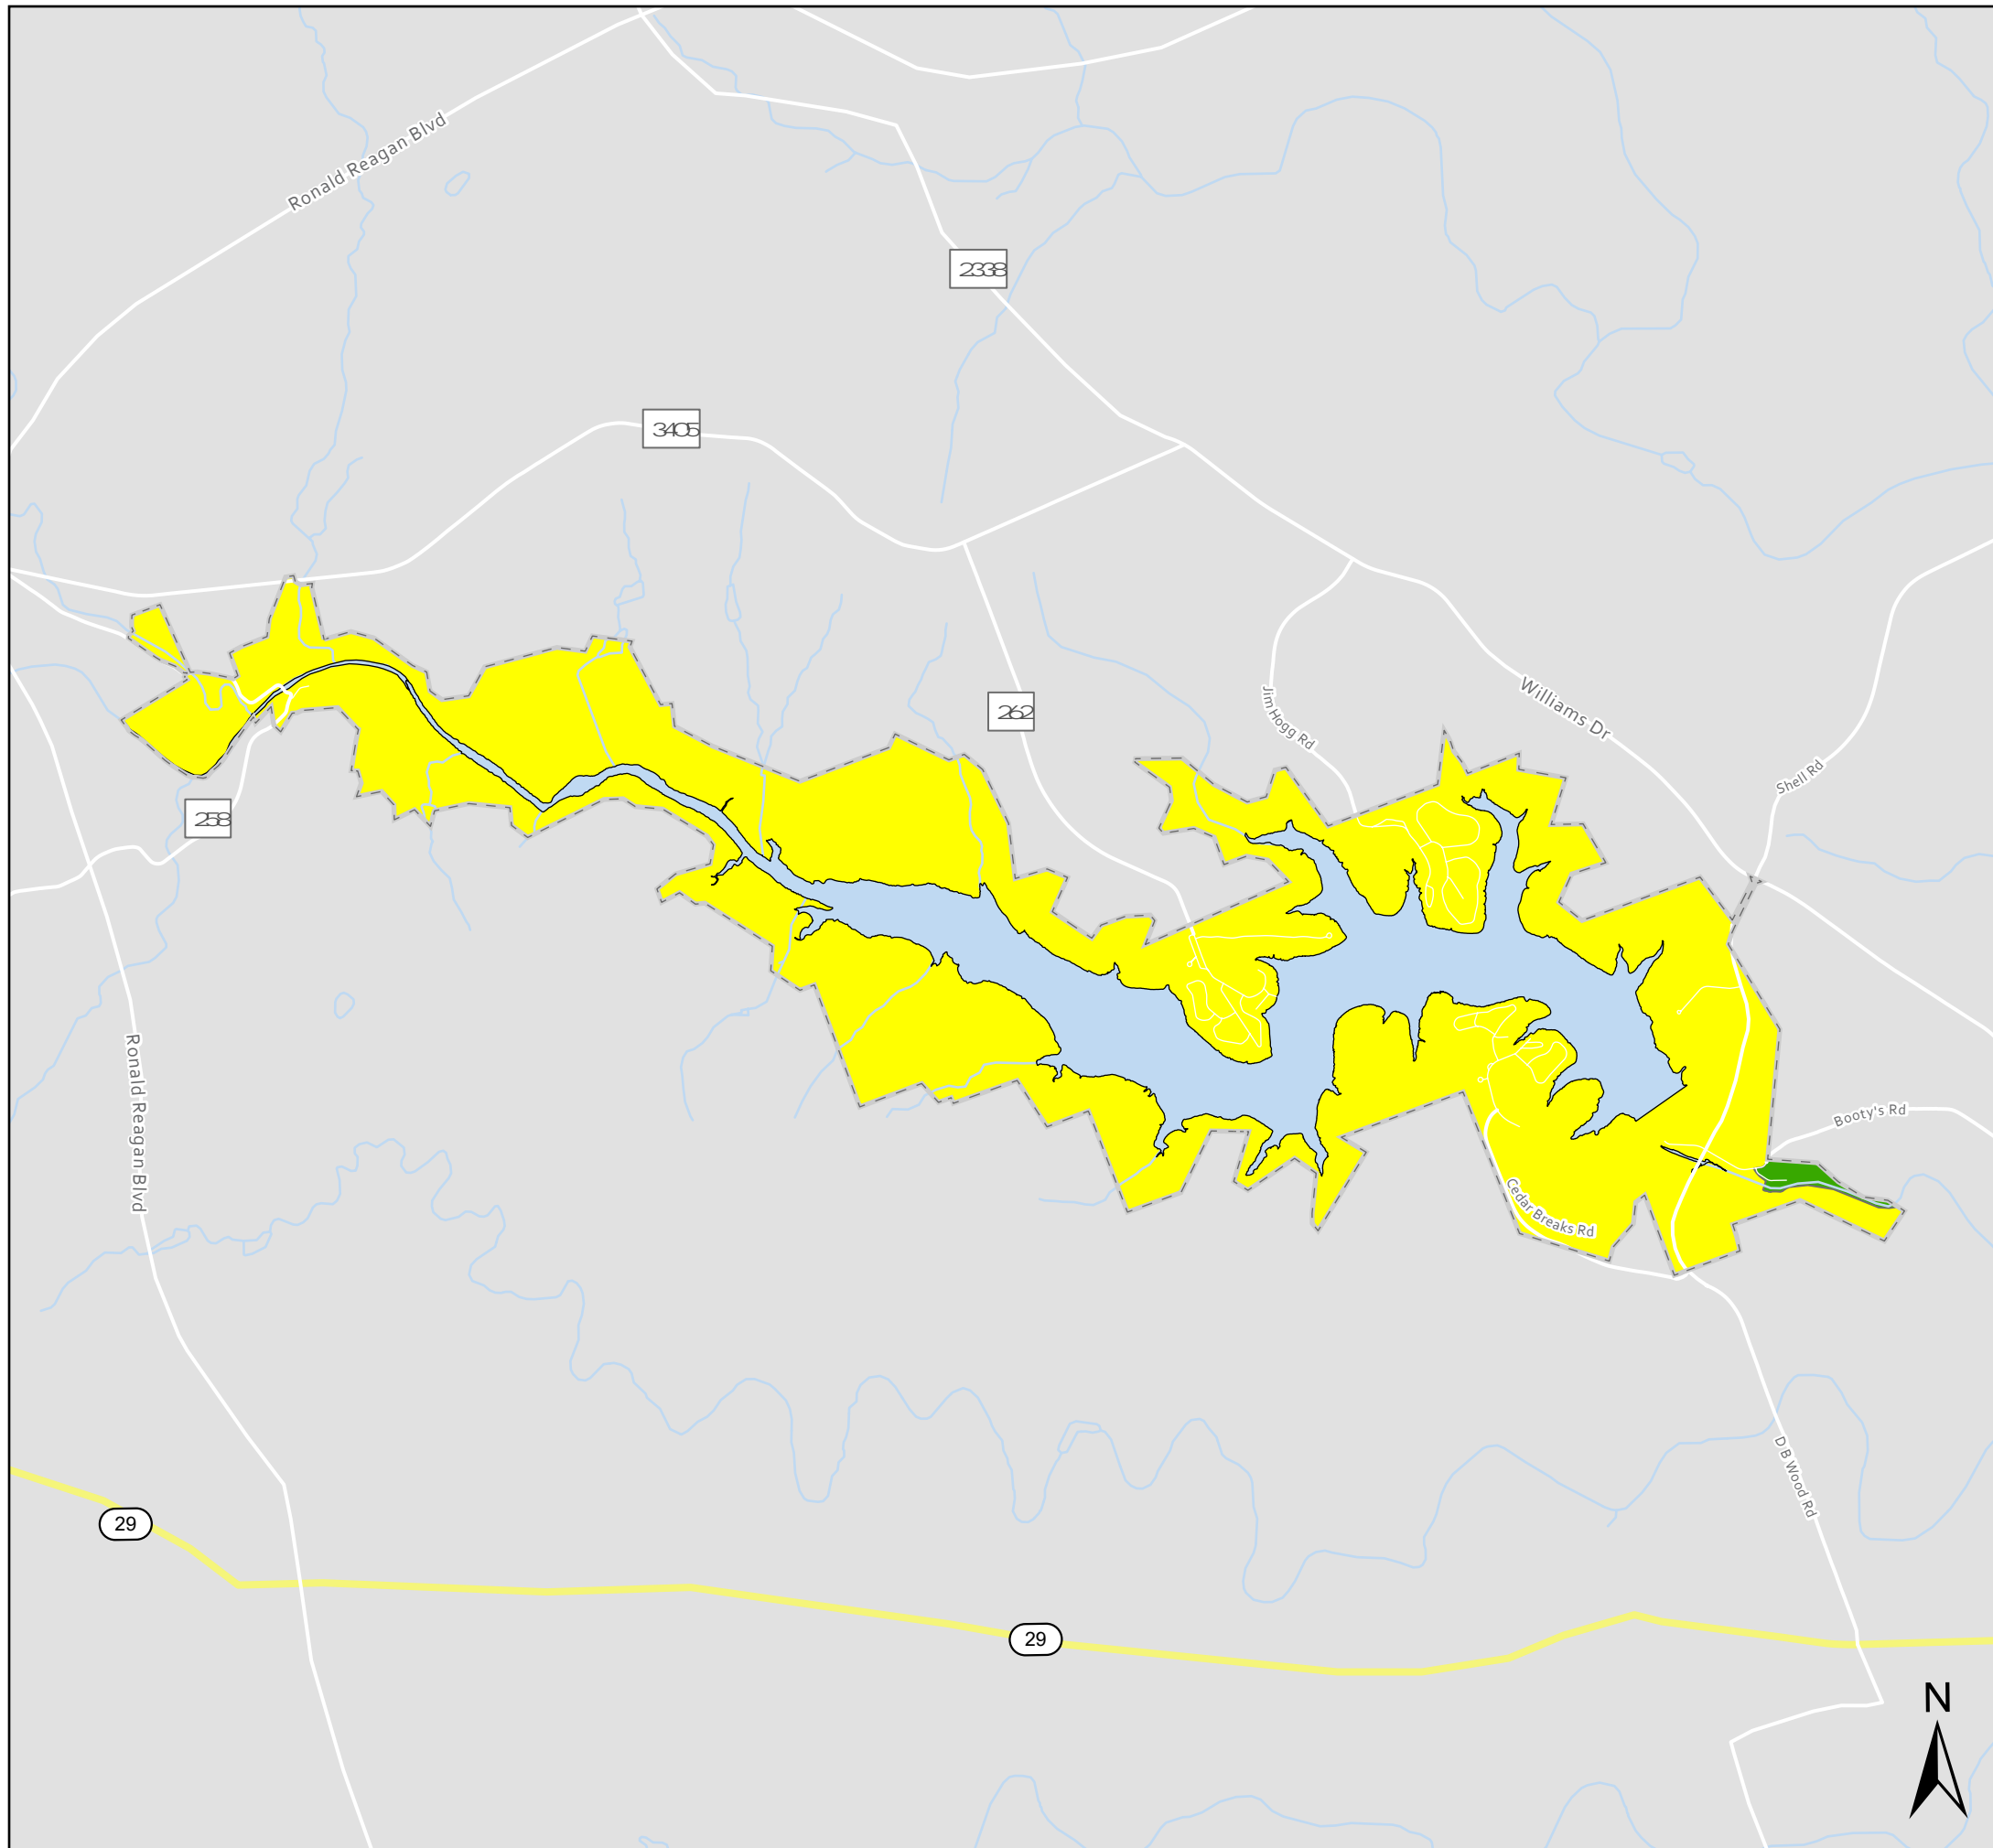 Ronald Reagan Blvd
2338
3405
Jim Hogg Rd
Williams Dr
262
Shell Rd
258
Ronald Reagan Blvd
Booty's Rd
Cedar Breaks Rd
D B Wood Rd
29
29
N